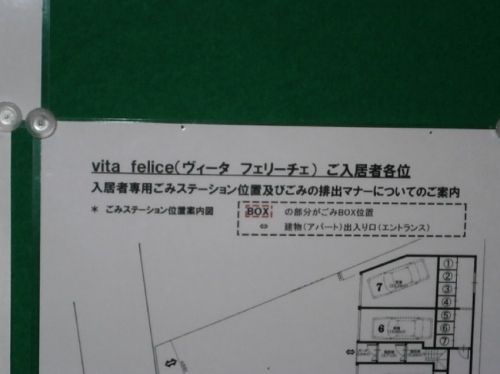 vita felice(ヴィータ フェリーチェ) ご入居者各位
入居者専用ごみステーション位置及びごみの排出マナーについてのご案内
* ごみステーション位置案内図
BOX の部分がごみBOX位置
⇔ 建物(アパート)出入り口(エントランス)
①
7 ②
③
④
⑤
6 ⑥
⑦